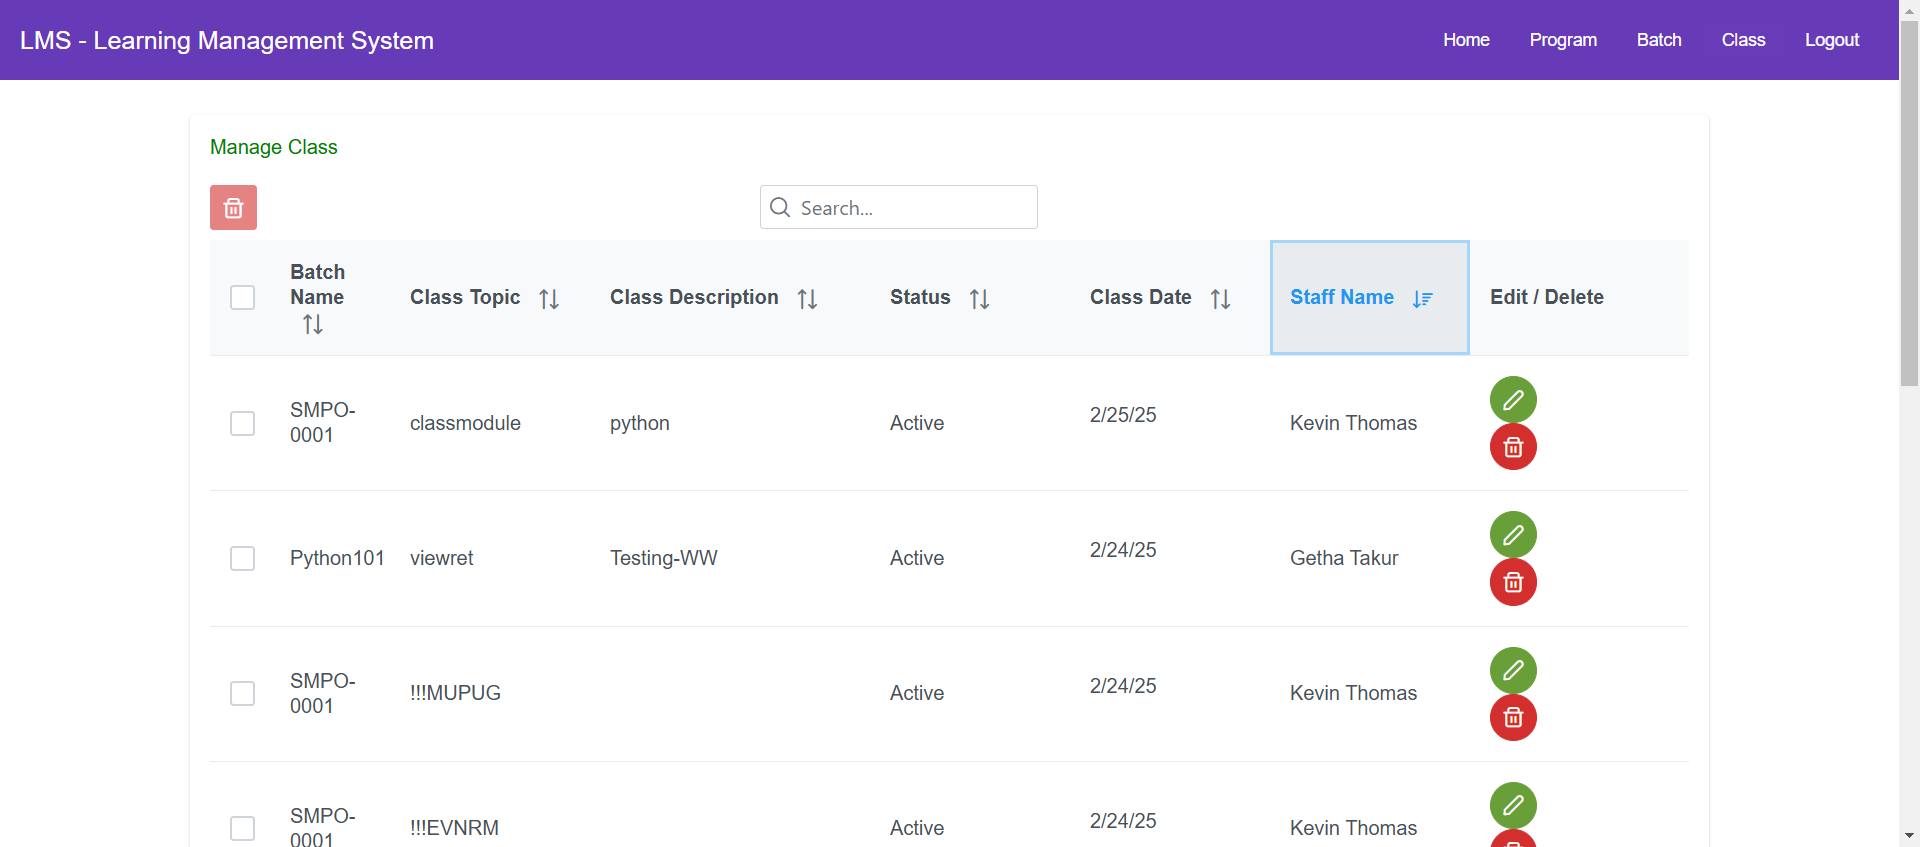 LMS - Learning Management System
Home Program Batch Class Logout
Manage Class
Search...
Batch Name Class Topic Class Description Status Class Date Staff Name Edit / Delete
SMPO-0001 classmodule python Active 2/25/25 Kevin Thomas
Python101 viewret Testing-WW Active 2/24/25 Getha Takur
SMPO-0001 !!!MUPUG Active 2/24/25 Kevin Thomas
SMPO-0001 !!!EVNRM Active 2/24/25 Kevin Thomas